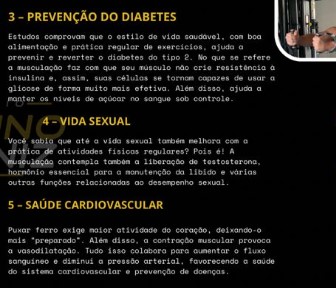 3 – PREVENÇÃO DO DIABETES
Estudos comprovam que o estilo de vida saudável, com boa
alimentação e prática regular de exercícios, ajuda a
prevenir e reverter o diabetes do tipo 2. No que se refere
a musculação faz com que seu músculo não crie resistência à
insulina e, assim, suas células se tornam capazes de usar a
glicose de forma muito mais efetiva. Além disso, ajuda a
manter os níveis de açúcar no sangue sob controle.
4 – VIDA SEXUAL
Você sabia que até a vida sexual também melhora com a
prática de atividades físicas regulares? Pois é! A
musculação contempla também a liberação de testosterona,
hormônio essencial para a manutenção da libido e várias
outras funções relacionadas ao desempenho sexual.
5 – SAÚDE CARDIOVASCULAR
Puxar ferro exige maior atividade do coração, deixando-o
mais "preparado". Além disso, a contração muscular provoca
a vasodilatação. Tudo isso colabora para aumentar o fluxo
sanguíneo e diminui a pressão arterial, favorecendo a saúde
do sistema cardiovascular e prevenção de doenças.